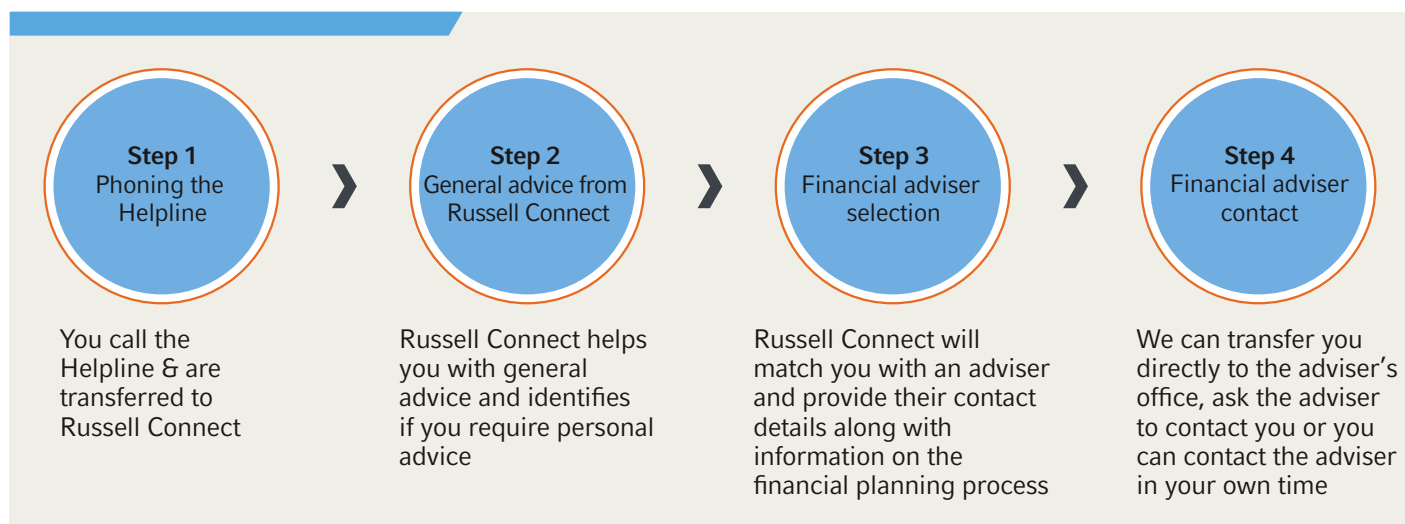 Step 1
Phoning the
Helpline
Step 2
General advice from
Russell Connect
Step 3
Financial adviser
selection
Step 4
Financial adviser
contact
You call the
Helpline & are
transferred to
Russell Connect
Russell Connect helps
you with general
advice and identifies
if you require personal
advice
Russell Connect will
match you with an adviser
and provide their contact
details along with
information on the
financial planning process
We can transfer you
directly to the adviser's
office, ask the adviser
to contact you or you
can contact the adviser
in your own time